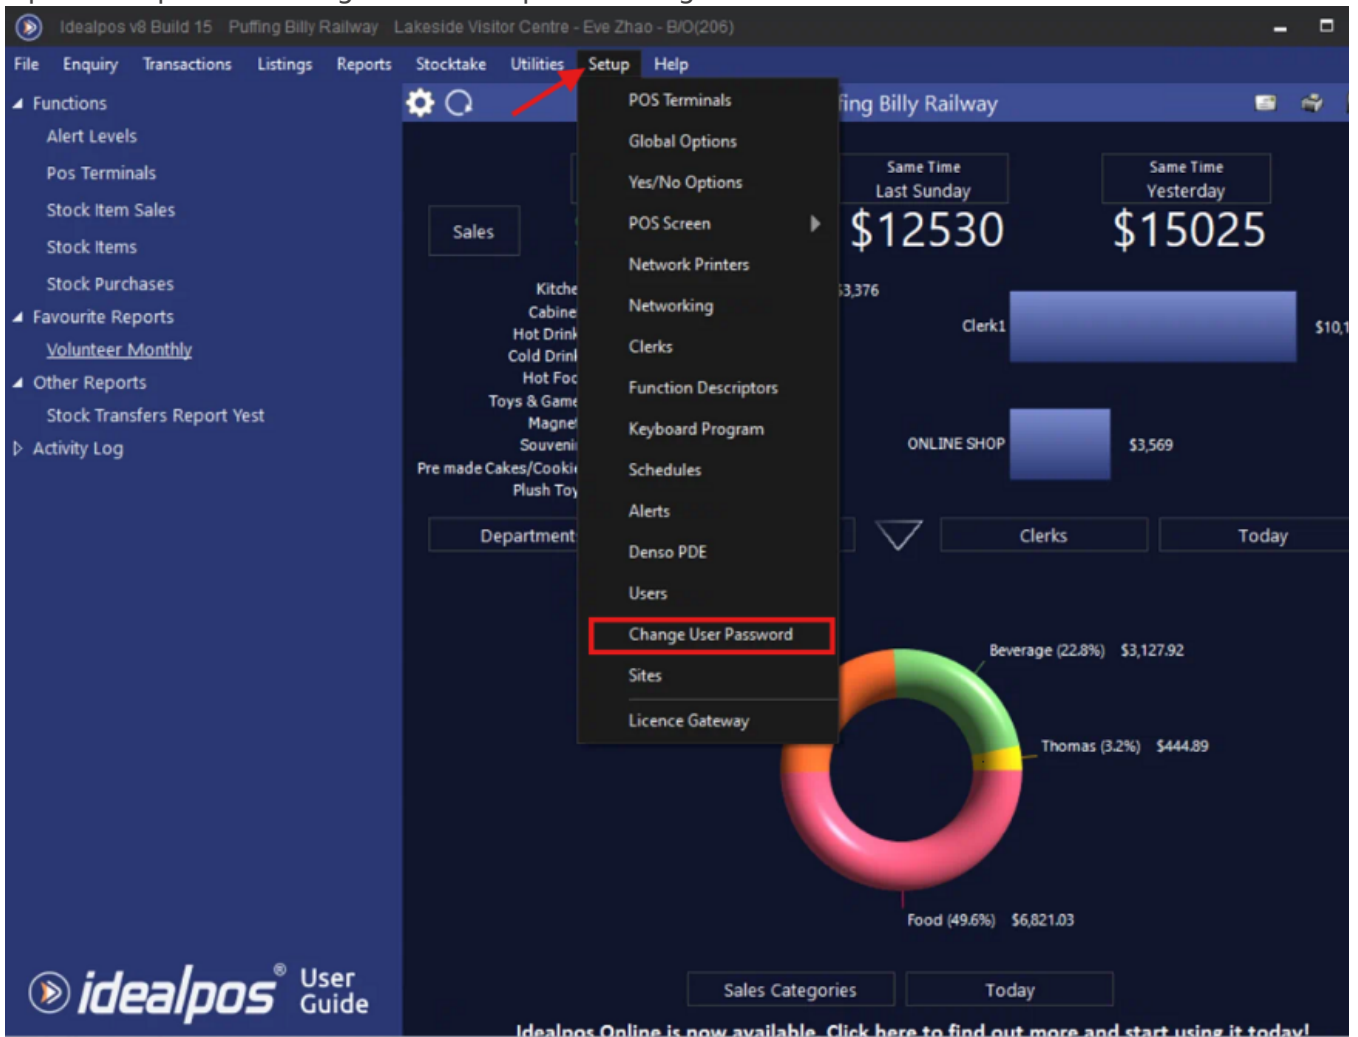 Idealpos v8 Build 15 Puffing Billy Railway Lakeside Visitor Centre - Eve Zhao - B/O(206)
File Enquiry Transactions Listings Reports Stocktake Utilities Setup Help
Functions
Alert Levels
Pos Terminals
Stock Item Sales
Stock Items
Stock Purchases
Favourite Reports
Volunteer Monthly
Other Reports
Stock Transfers Report Yest
Activity Log
idealpos® User
Guide
POS Terminals
Global Options
Yes/No Options
POS Screen
Network Printers
Networking
Clerks
Function Descriptors
Keyboard Program
Schedules
Alerts
Denso PDE
Users
Change User Password
Sites
Licence Gateway
fing Billy Railway
Same Time
Last Sunday
Same Time
Yesterday
Sales
$12530
$15025
Kitche
Cabine
Hot Drink
Cold Drink
Hot Foo
Toys & Game
Magne
Souveni
Pre made Cakes/Cookie
Plush Toy
3,376
Clerk1
$10,1
ONLINE SHOP
$3,569
Department
Clerks
Today
Beverage (22.8%) $3,127.92
Thomas (3.2%) $444.89
Food (49.6%) $6,821.03
Sales Categories
Today
Idealpos Online is now available. Click here to find out more and start using it today!